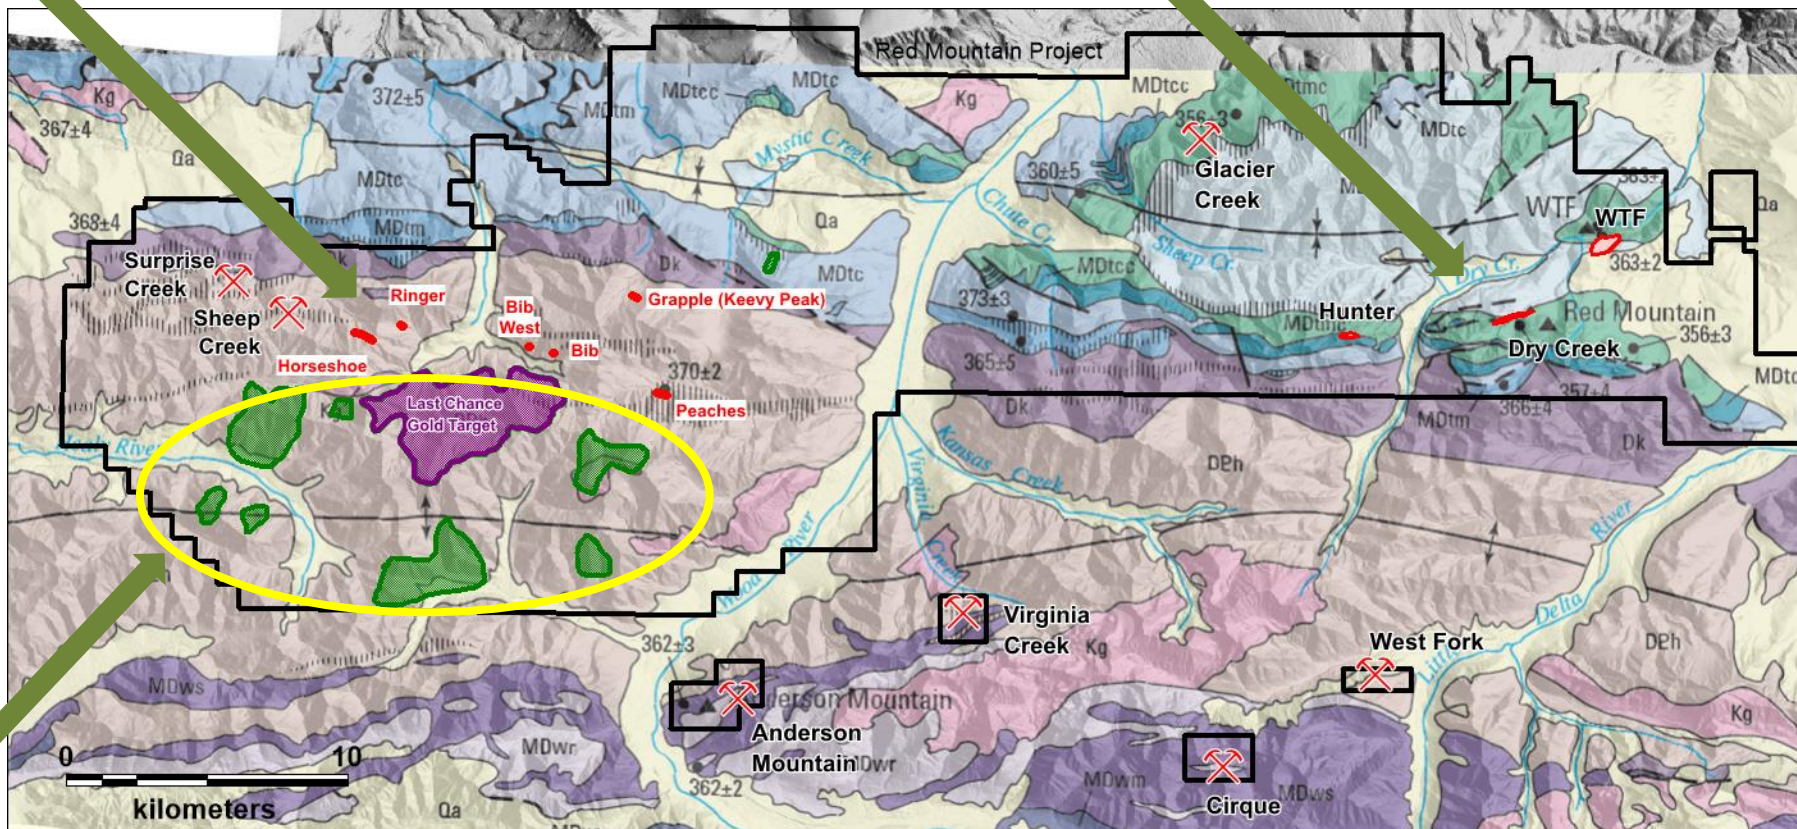 Red Mountain Project
Kg
372±5
MDtm
MDtcc
MDtm
Kg
MDtcc
356±3
MDtc
367±4
Qa
Mystic Creek
360±5
Glacier
Creek
363±
MDtc
WTF
WTF
Qa
368±4
MDtm
Chute Cr.
Qa
Sheep Cr.
363±2
Surprise
Creek
Dk
MDtc
MDtcc
Dry Cr.
Ringer
Grapple (Keevy Peak)
373±3
Hunter
Red Mountain
Sheep
Creek
Bib
West
Bib
Dry Creek
356±3
Horseshoe
365±5
370±2
357±4
Last Chance
Gold Target
Peaches
Dk
366±4
MDtm
Dk
River
Kansas Creek
DPh
Virginia
Creek
River
Wood River
Virginia
Creek
Kg
362±3
West Fork
Delta
Little
DPh
MDws
Anderson Mountain
Anderson
Mountain
Kg
MDwr
MDwr
0
10
kilometers
362±2
MDwm
MDws
Qa
Cirque